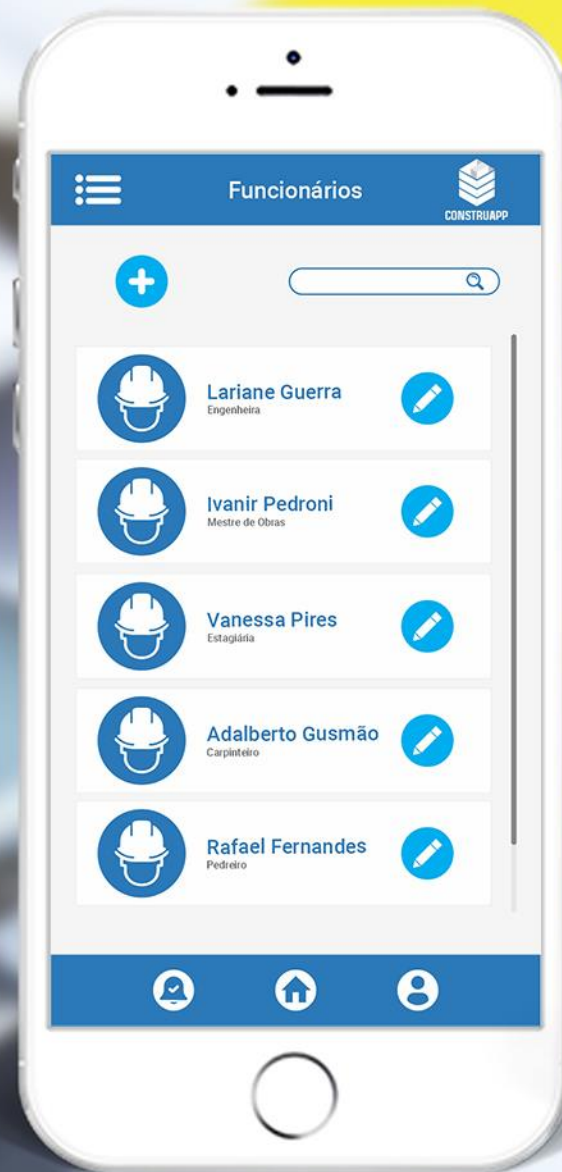 Funcionários
CONSTRUAPP
Lariane Guerra
Engenheira
Ivanir Pedroni
Mestre de Obras
Vanessa Pires
Estagiária
Adalberto Gusmão
Carpinteiro
Rafael Fernandes
Pedreiro